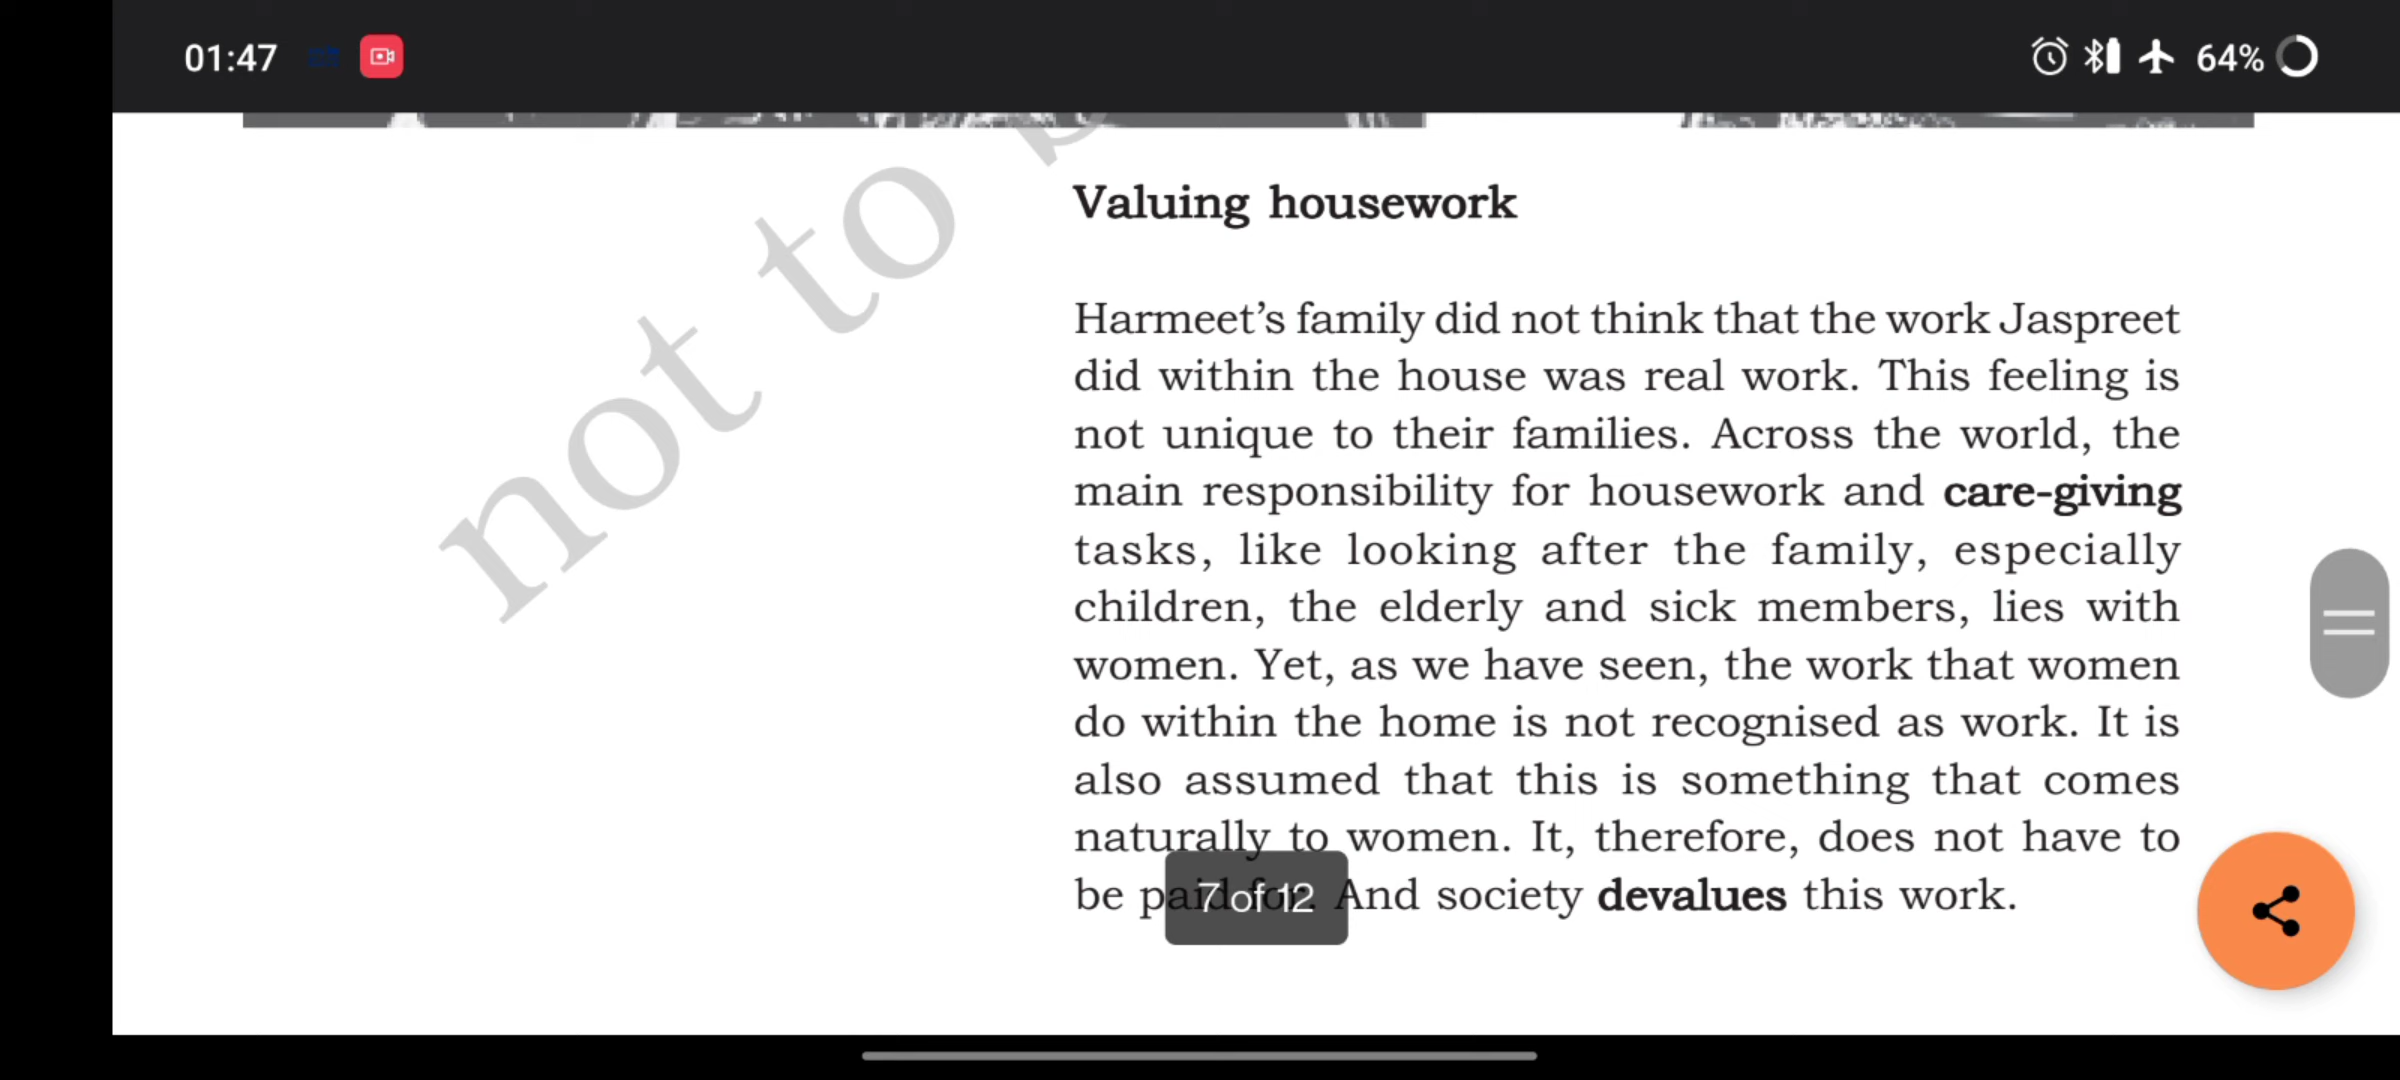 01:47
64%
not to
Valuing housework
Harmeet’s family did not think that the work Jaspreet
did within the house was real work. This feeling is
not unique to their families. Across the world, the
main responsibility for housework and care-giving
tasks, like looking after the family, especially
children, the elderly and sick members, lies with
women. Yet, as we have seen, the work that women
do within the home is not recognised as work. It is
also assumed that this is something that comes
naturally to women. It, therefore, does not have to
be paid for. And society devalues this work.
7 of 12